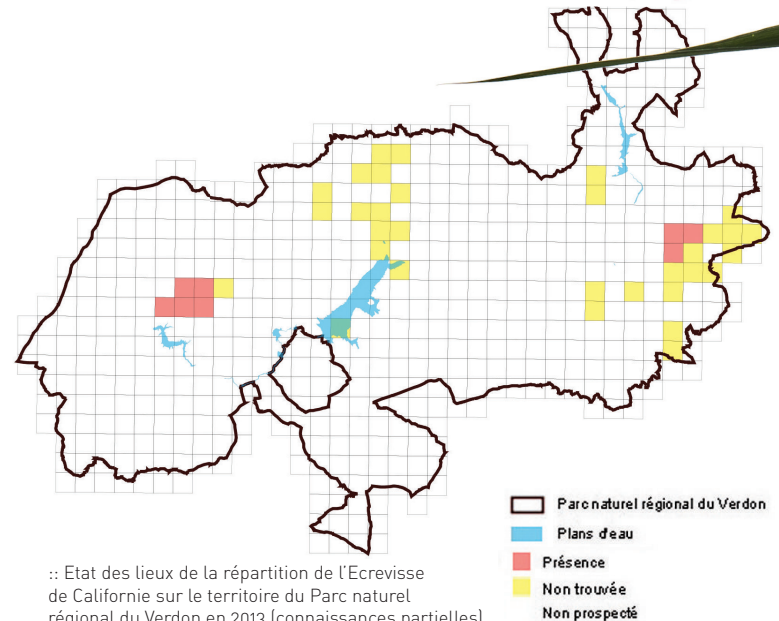 Parc naturel régional du Verdon
Plans d'eau
Présence
Non trouvée
Non prospecté
:: Etat des lieux de la répartition de l'Ecrevisse
de Californie sur le territoire du Parc naturel
régional du Verdon en 2013 (connaissances partielles)